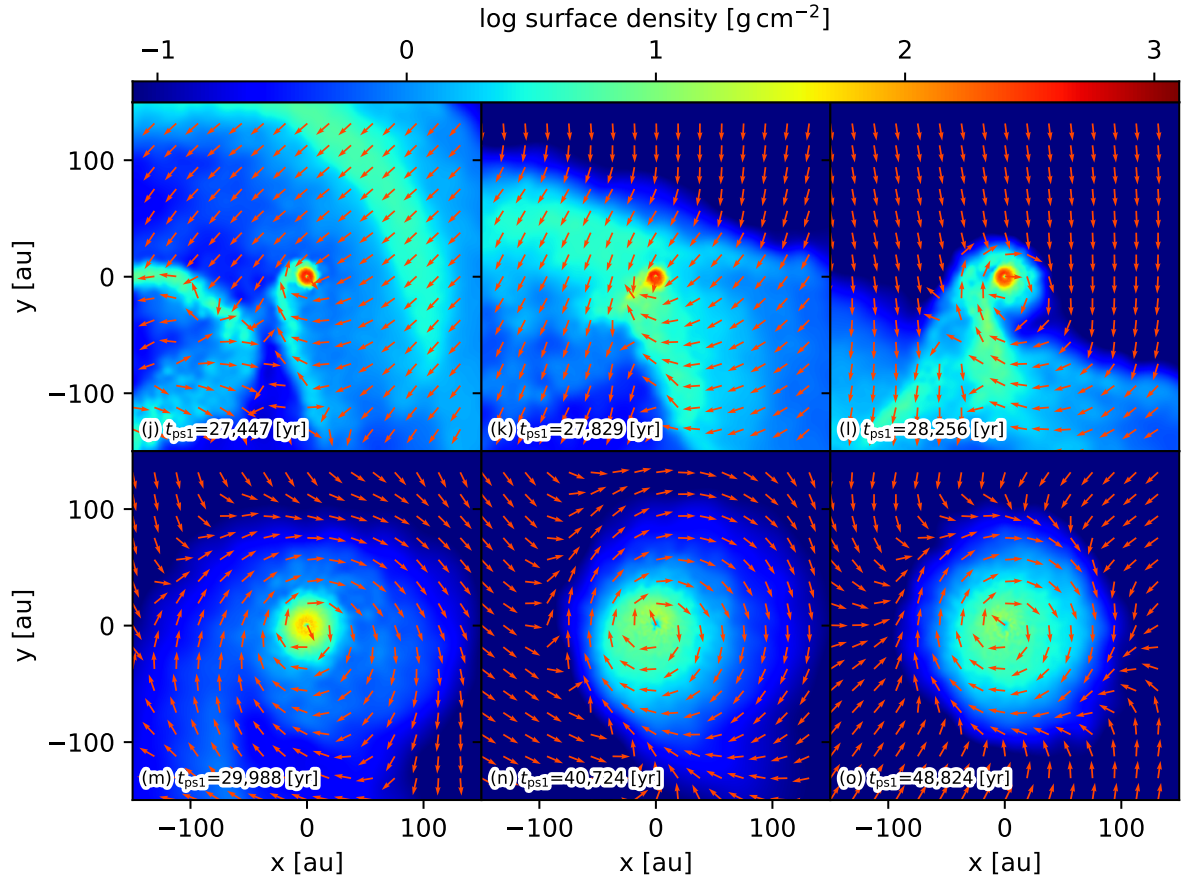 log surface density [g cm⁻²]
−1 0 1 2 3
y [au]
100
0
−100
(j) tps1=27,447 [yr]
(k) tps1=27,829 [yr]
(l) tps1=28,256 [yr]
y [au]
100
0
−100
(m) tps1=29,988 [yr]
(n) tps1=40,724 [yr]
(o) tps1=48,824 [yr]
−100 0 100 −100 0 100 −100 0 100
x [au] x [au] x [au]